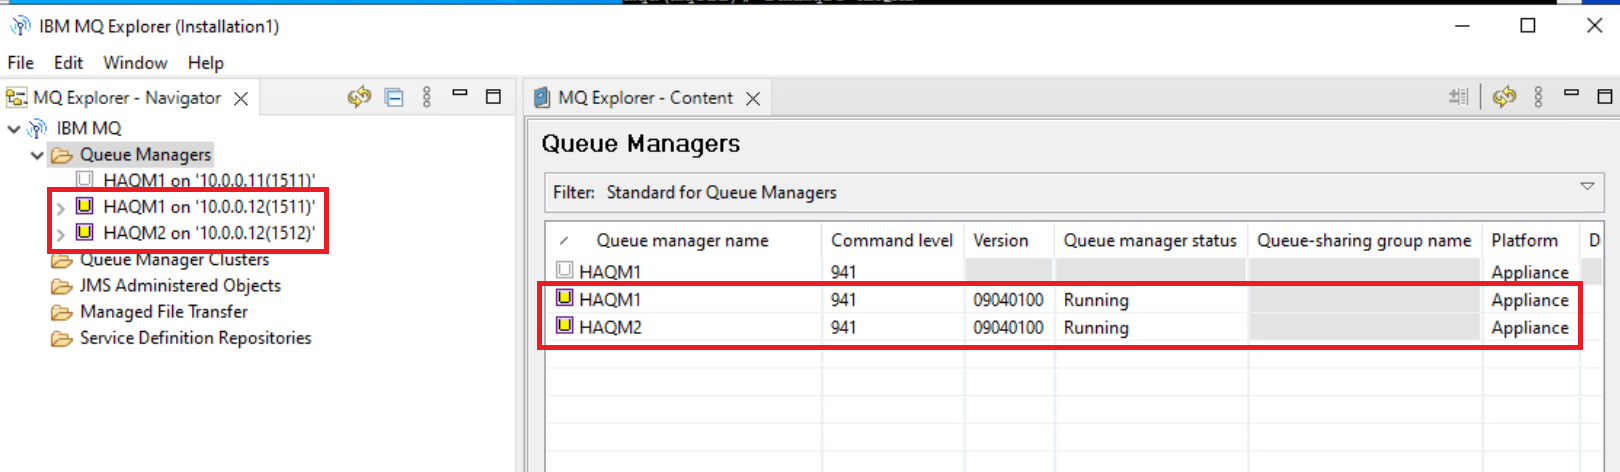 IBM MQ Explorer (Installation1)
File Edit Window Help
MQ Explorer - Navigator
IBM MQ
Queue Managers
HAQM1 on '10.0.0.11(1511)'
HAQM1 on '10.0.0.12(1511)'
HAQM2 on '10.0.0.12(1512)'
Queue Manager Clusters
JMS Administered Objects
Managed File Transfer
Service Definition Repositories
MQ Explorer - Content
Queue Managers
Filter: Standard for Queue Managers
Queue manager name Command level Version Queue manager status Queue-sharing group name Platform D
HAQM1 941 Appliance
HAQM1 941 09040100 Running Appliance
HAQM2 941 09040100 Running Appliance